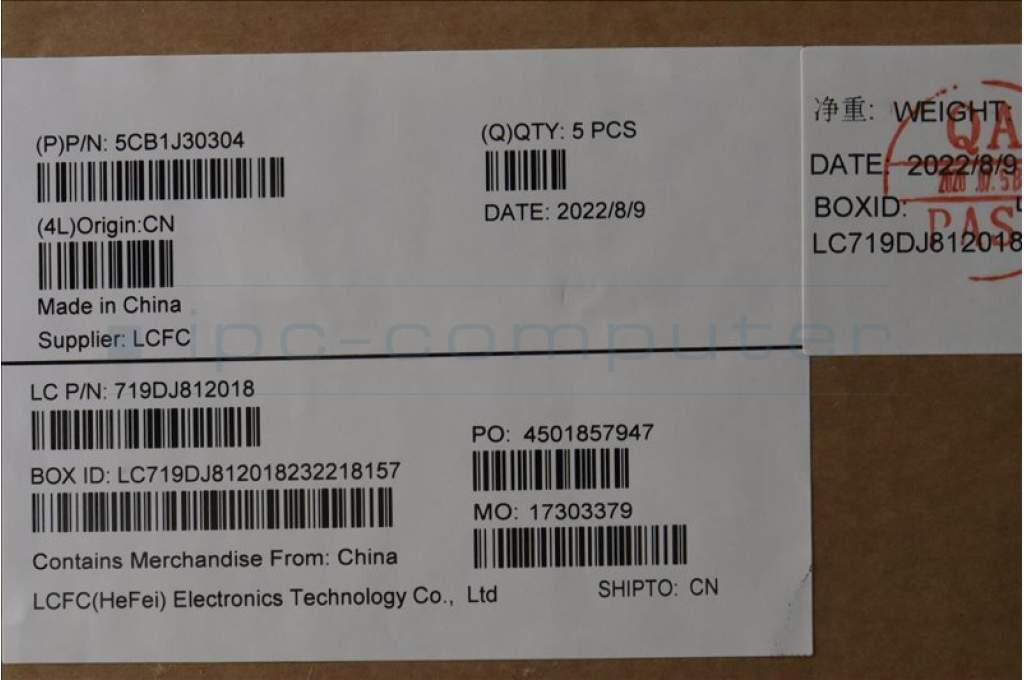 (P)P/N: 5CB1J30304
(4L)Origin:CN
Made in China
Supplier: LCFC
(Q)QTY: 5 PCS
DATE: 2022/8/9
LC P/N: 719DJ812018
BOX ID: LC719DJ812018232218157
Contains Merchandise From: China
LCFC(HeFei) Electronics Technology Co., Ltd
PO: 4501857947
MO: 17303379
SHIPTO: CN
净重: WEIGHT:
DATE: 2022/8/9
BOXID:
LC719DJ812018
QA
PAS
ipc-computer